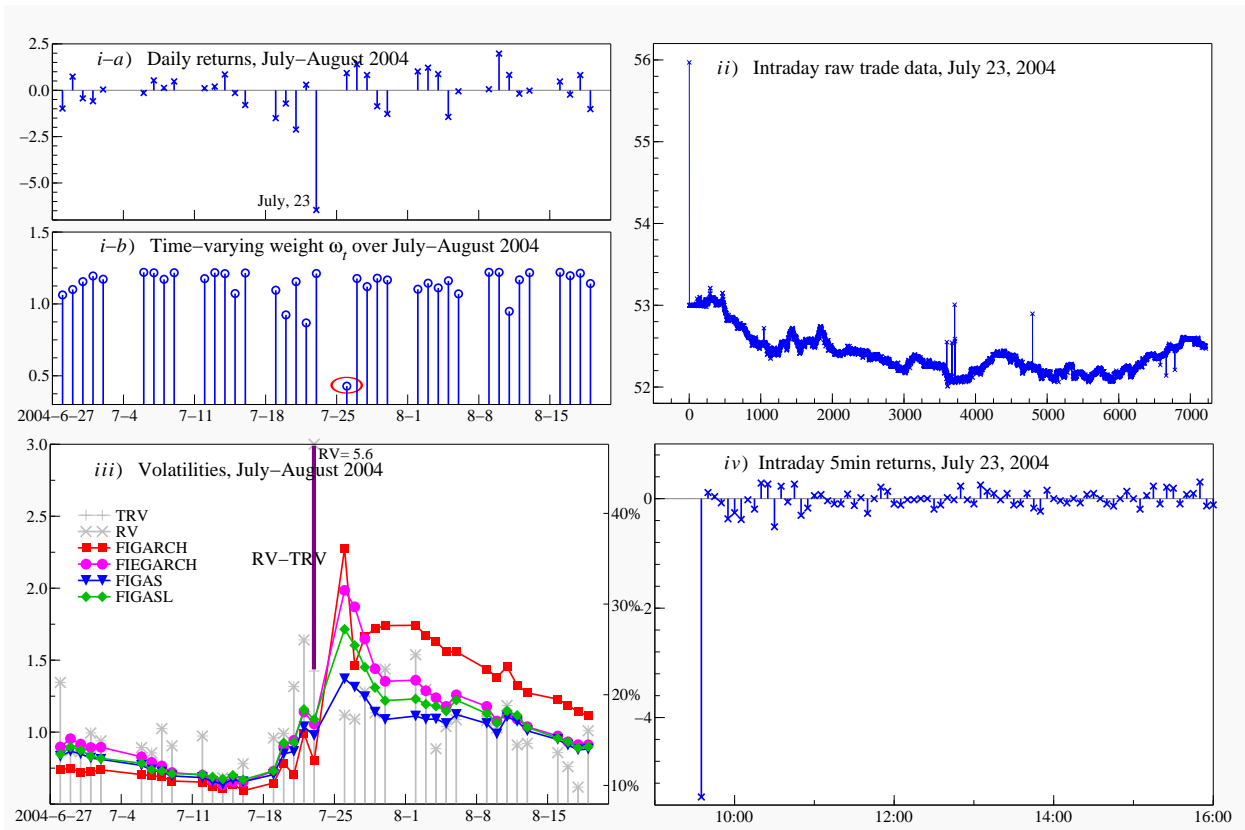 i–a) Daily returns, July–August 2004
2.5
0.0
−2.5
−5.0
July, 23
i–b) Time−varying weight ωt over July−August 2004
1.5
1.0
0.5
2004−6−27 7−4 7−11 7−18 7−25 8−1 8−8 8−15
ii) Intraday raw trade data, July 23, 2004
56
55
54
53
52
0 1000 2000 3000 4000 5000 6000 7000
iii) Volatilities, July−August 2004
RV= 5.6
3.0
2.5
2.0
1.5
1.0
TRV
RV
FIGARCH
FIEGARCH
FIGAS
FIGASL
RV−TRV
40%
30%
20%
10%
2004−6−27 7−4 7−11 7−18 7−25 8−1 8−8 8−15
iv) Intraday 5min returns, July 23, 2004
0
−2
−4
10:00 12:00 14:00 16:00